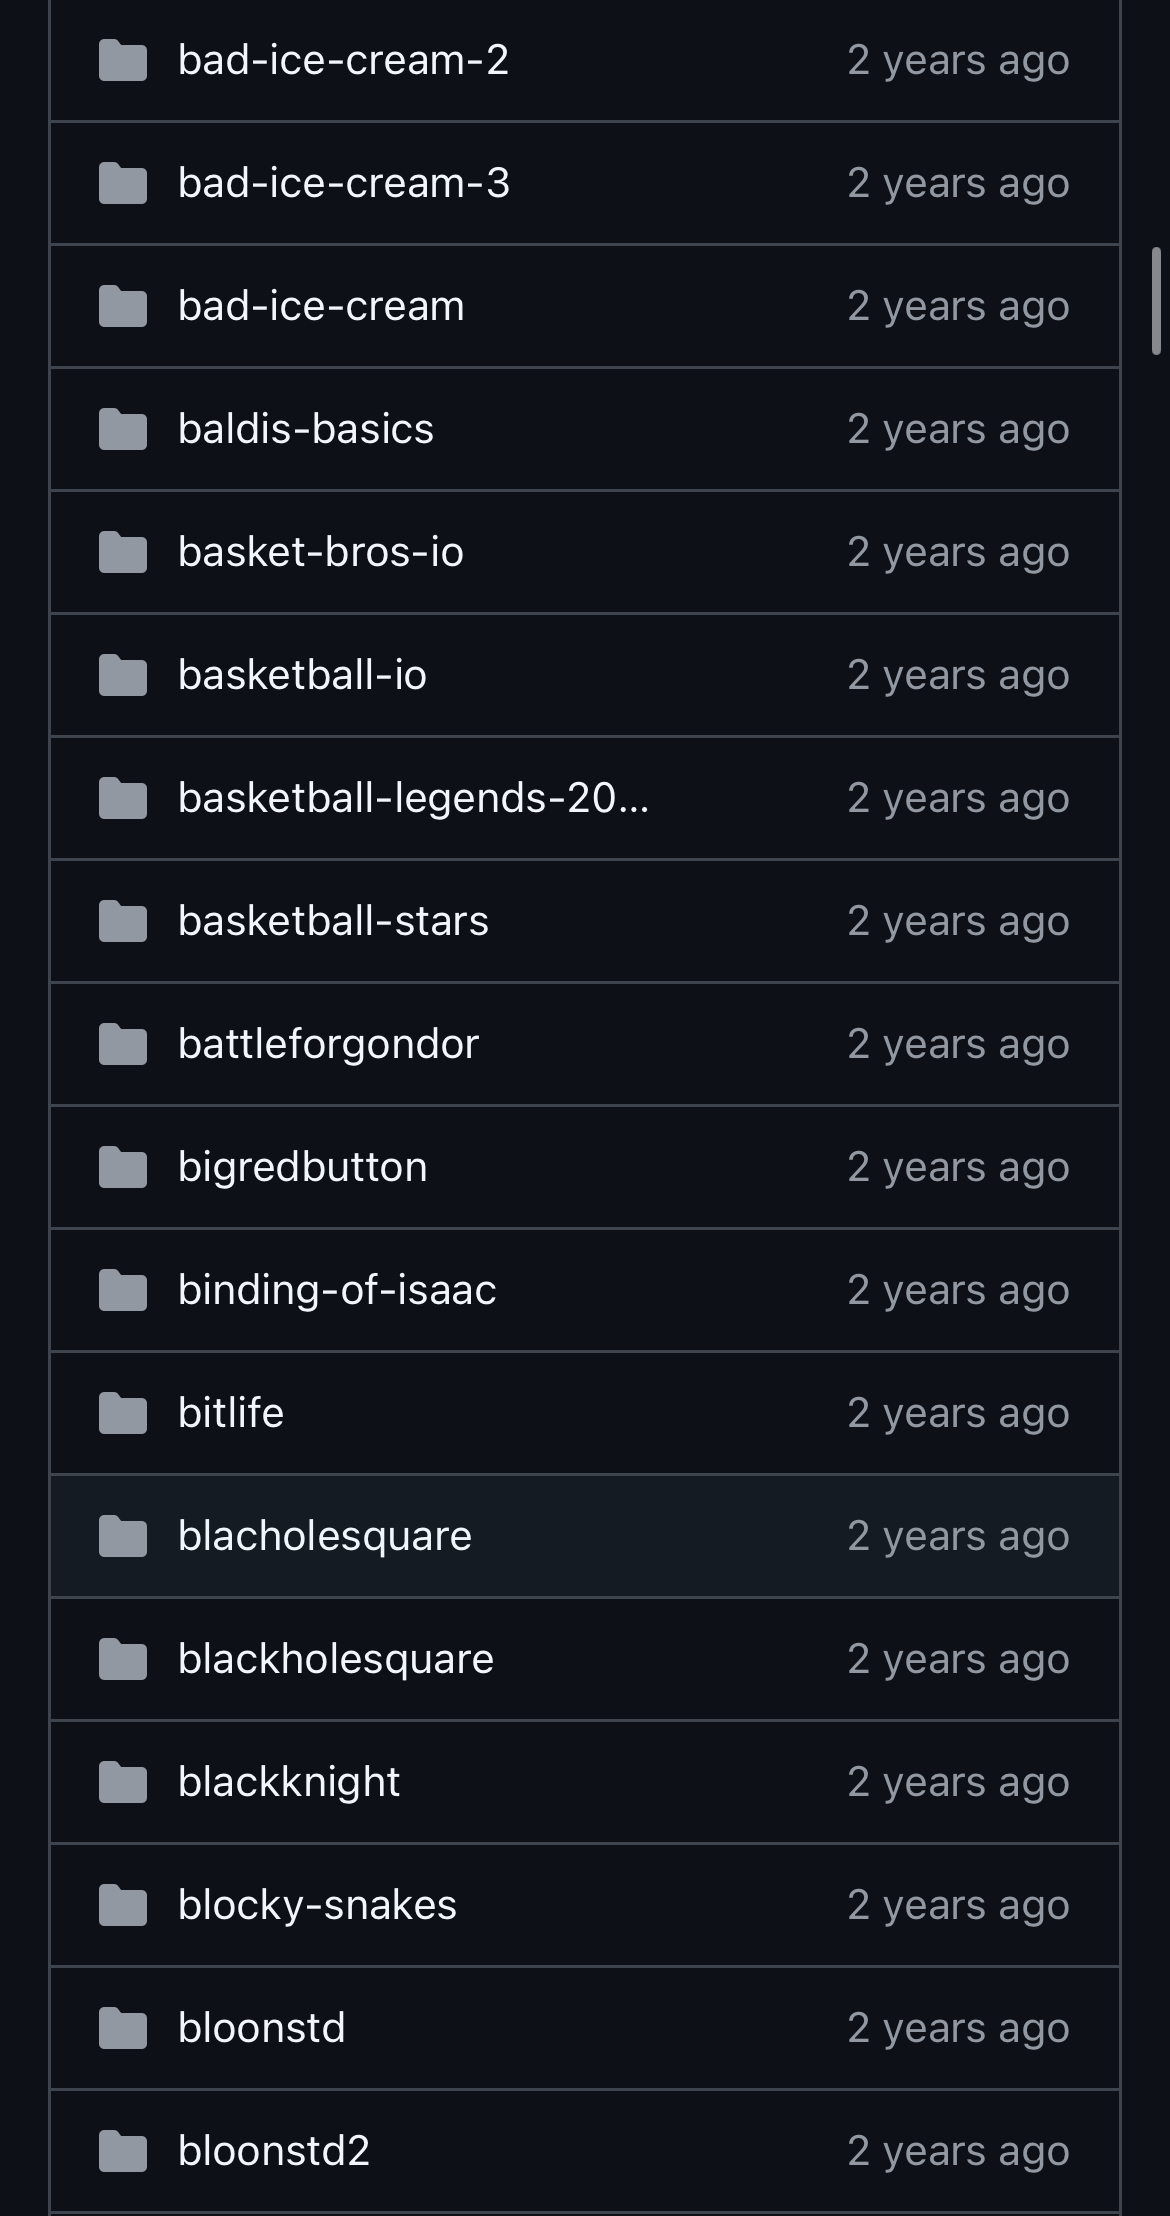 bad-ice-cream-2 2 years ago
bad-ice-cream-3 2 years ago
bad-ice-cream 2 years ago
baldis-basics 2 years ago
basket-bros-io 2 years ago
basketball-io 2 years ago
basketball-legends-20... 2 years ago
basketball-stars 2 years ago
battleforgondor 2 years ago
bigredbutton 2 years ago
binding-of-isaac 2 years ago
bitlife 2 years ago
blacholesquare 2 years ago
blackholesquare 2 years ago
blackknight 2 years ago
blocky-snakes 2 years ago
bloonstd 2 years ago
bloonstd2 2 years ago